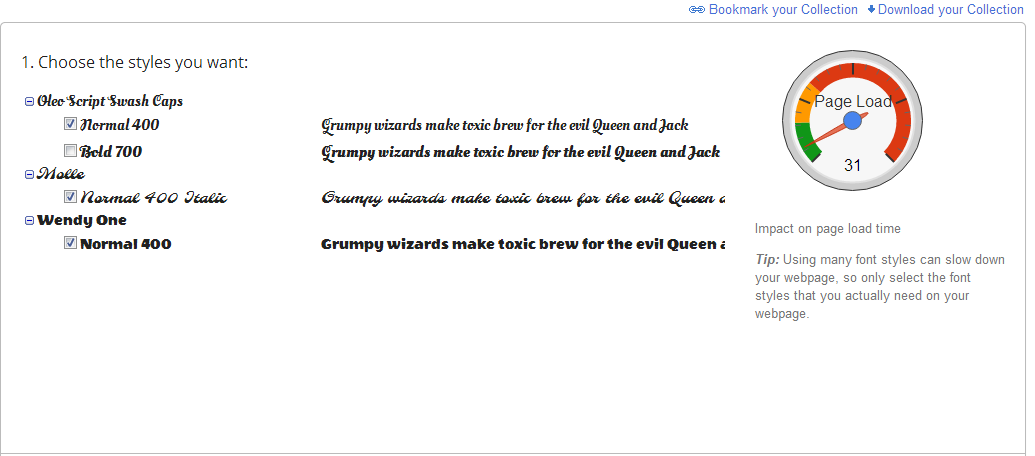 Bookmark your Collection Download your Collection
1. Choose the styles you want:
Oleo Script Swash Caps
Normal 400 Grumpy wizards make toxic brew for the evil Queen and Jack
Bold 700 Grumpy wizards make toxic brew for the evil Queen and Jack
Molle
Normal 400 Italic Grumpy wizards make toxic brew for the evil Queen a
Wendy One
Normal 400 Grumpy wizards make toxic brew for the evil Queen a
Page Load
31
Impact on page load time
Tip: Using many font styles can slow down
your webpage, so only select the font
styles that you actually need on your
webpage.